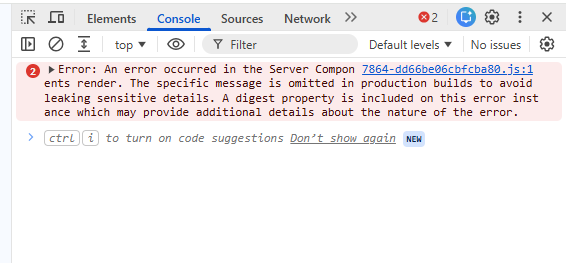 Elements Console Sources Network 2
top Filter Default levels No issues
2 Error: An error occurred in the Server Compon 7864-dd66be06cbfcba80.js:1
ents render. The specific message is omitted in production builds to avoid
leaking sensitive details. A digest property is included on this error inst
ance which may provide additional details about the nature of the error.
ctrl i to turn on code suggestions Don't show again NEW